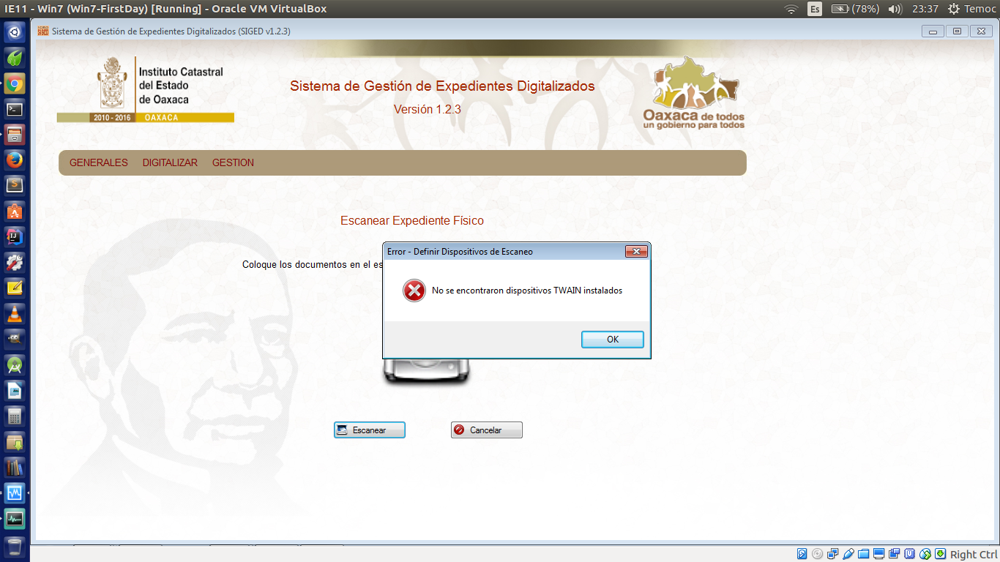 IE11 - Win7 (Win7-FirstDay) [Running] - Oracle VM VirtualBox
Es
(78%)
23:37
Temoc
Sistema de Gestión de Expedientes Digitalizados (SIGED v1.2.3)
Instituto Catastral
del Estado
de Oaxaca
2010 - 2016 OAXACA
Sistema de Gestión de Expedientes Digitalizados
Versión 1.2.3
Oaxaca de todos
un gobierno para todos
GENERALES DIGITALIZAR GESTION
Escanear Expediente Físico
Coloque los documentos en el es
Error - Definir Dispositivos de Escaneo
No se encontraron dispositivos TWAIN instalados
OK
Escanear
Cancelar
Right Ctrl